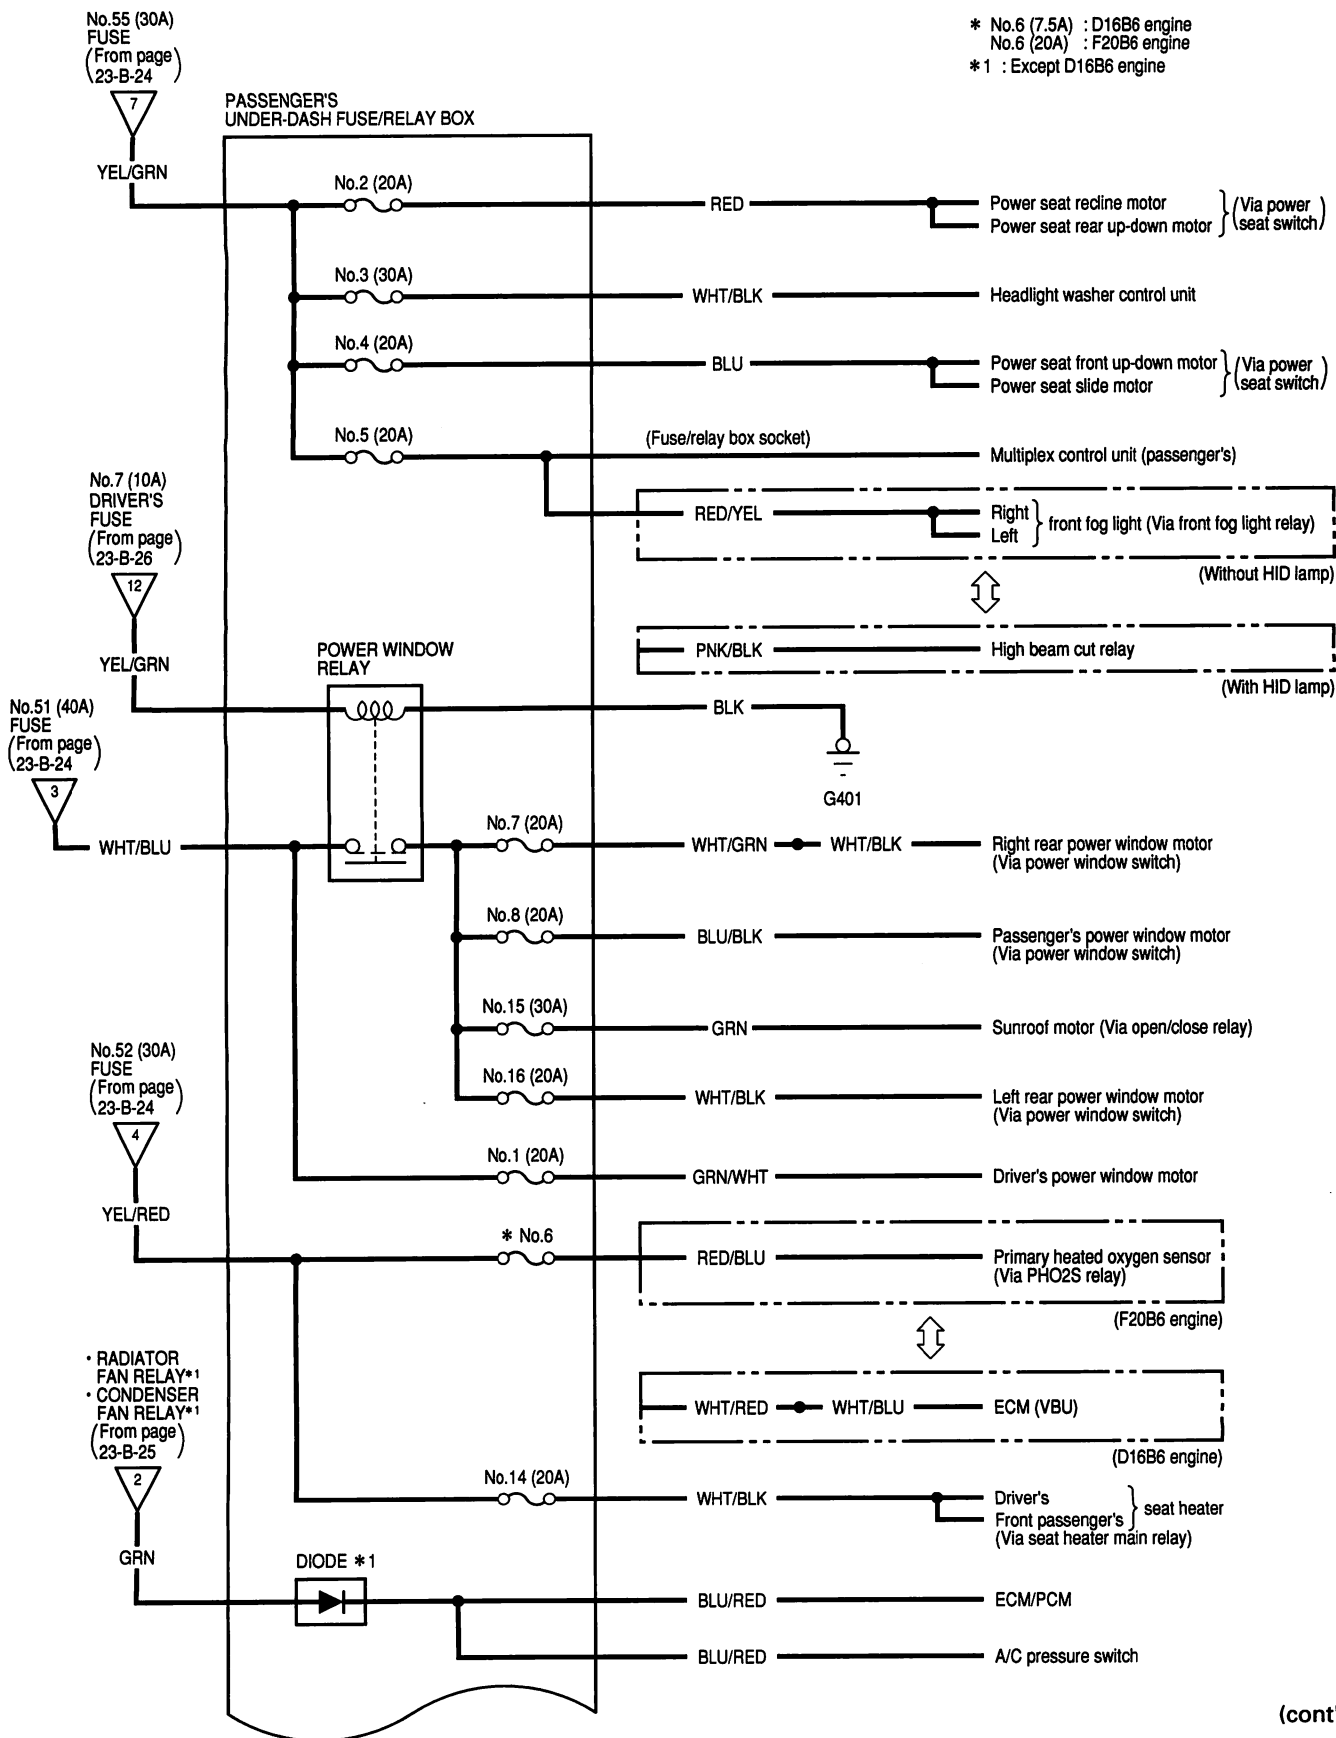 No.55 (30A)
FUSE
(From page
23-B-24)
7
YEL/GRN
* No.6 (7.5A) : D16B6 engine
No.6 (20A) : F20B6 engine
*1 : Except D16B6 engine
PASSENGER'S
UNDER-DASH FUSE/RELAY BOX
No.2 (20A)
RED
Power seat recline motor
Power seat rear up-down motor
(Via power
seat switch)
No.3 (30A)
WHT/BLK
Headlight washer control unit
No.4 (20A)
BLU
Power seat front up-down motor
Power seat slide motor
(Via power
seat switch)
No.5 (20A)
(Fuse/relay box socket)
Multiplex control unit (passenger's)
RED/YEL
Right
Left
front fog light (Via front fog light relay)
(Without HID lamp)
PNK/BLK
High beam cut relay
(With HID lamp)
No.7 (10A)
DRIVER'S
FUSE
(From page
23-B-26)
12
YEL/GRN
POWER WINDOW
RELAY
BLK
G401
No.51 (40A)
FUSE
(From page
23-B-24)
3
WHT/BLU
No.7 (20A)
WHT/GRN
WHT/BLK
Right rear power window motor
(Via power window switch)
No.8 (20A)
BLU/BLK
Passenger's power window motor
(Via power window switch)
No.15 (30A)
GRN
Sunroof motor (Via open/close relay)
No.16 (20A)
WHT/BLK
Left rear power window motor
(Via power window switch)
No.1 (20A)
GRN/WHT
Driver's power window motor
No.52 (30A)
FUSE
(From page
23-B-24)
4
YEL/RED
* No.6
RED/BLU
Primary heated oxygen sensor
(Via PHO2S relay)
(F20B6 engine)
WHT/RED
WHT/BLU
ECM (VBU)
(D16B6 engine)
No.14 (20A)
WHT/BLK
Driver's
Front passenger's
seat heater
(Via seat heater main relay)
· RADIATOR
FAN RELAY*1
· CONDENSER
FAN RELAY*1
(From page
23-B-25)
2
GRN
DIODE *1
BLU/RED
ECM/PCM
BLU/RED
A/C pressure switch
(cont'